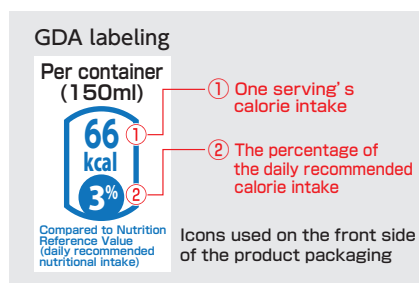 GDA labeling
Per container
(150ml)
66
kcal
3%
①
②
Compared to Nutrition
Reference Value
(daily recommended
nutritional intake)
① One serving's
calorie intake
② The percentage of
the daily recommended
calorie intake
Icons used on the front side
of the product packaging